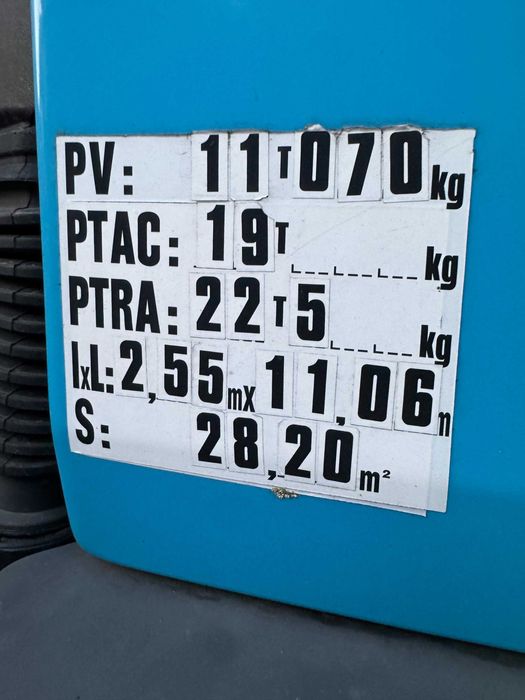 PV: 11T070kg
PTAC: 19T kg
PTRA: 22T5 kg
lxL: 2,55mX11,06m
S: 28,20m²